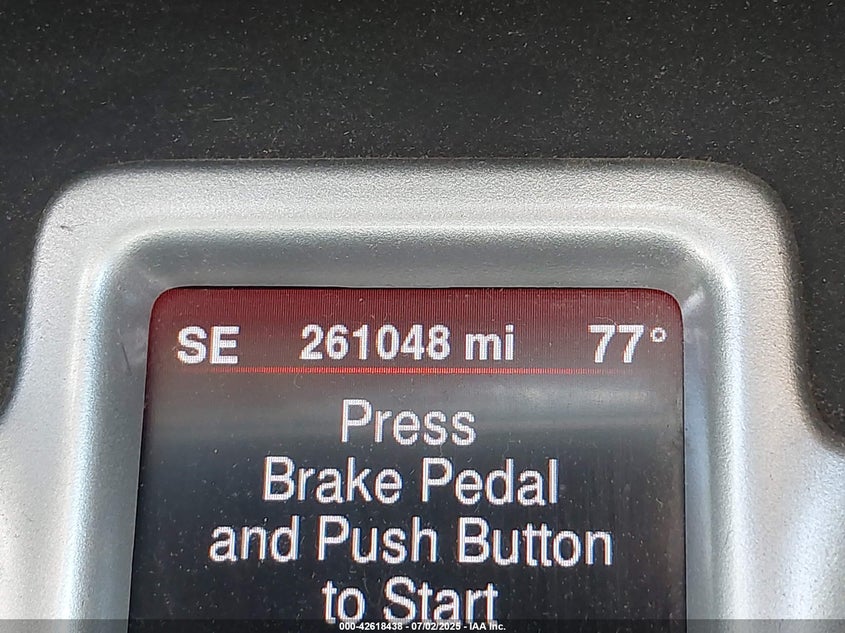 SE 261048 mi 77°
Press
Brake Pedal
and Push Button
to Start
000-42618438 - 07/02/2025 - IAA Inc.